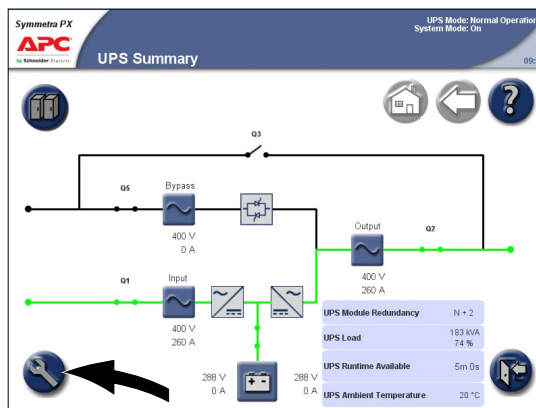 Symmetra PX
APC
by Schneider Electric
UPS Summary
UPS Mode: Normal Operation
System Mode: On
09:
Q3
Q5
Bypass
400 V
0 A
Output
Q2
400 V
260 A
Q1
Input
400 V
260 A
288 V
0 A
288 V
0 A
UPS Module Redundancy N + 2
UPS Load 183 kVA
74 %
UPS Runtime Available 5m 0s
UPS Ambient Temperature 20 °C